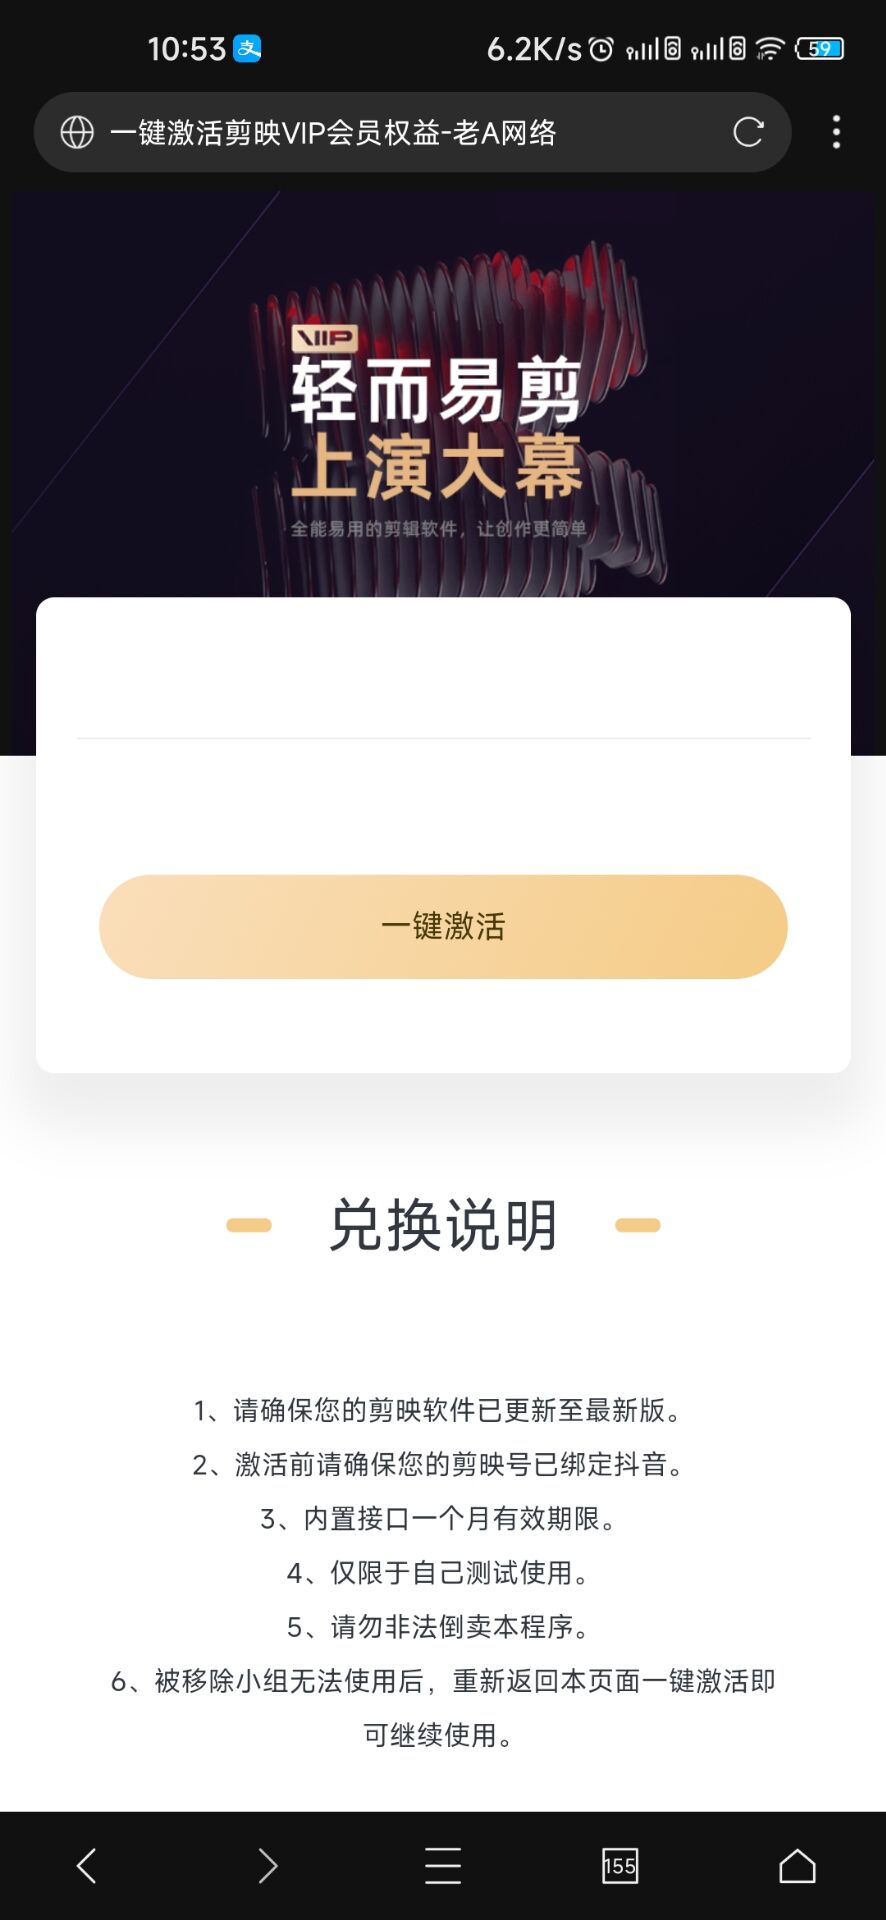 10:53 支 6.2K/s 59
一键激活剪映VIP会员权益-老A网络
VIP
轻而易剪
上演大幕
全能易用的剪辑软件，让创作更简单
一键激活
兑换说明
1、请确保您的剪映软件已更新至最新版。
2、激活前请确保您的剪映号已绑定抖音。
3、内置接口一个月有效期限。
4、仅限于自己测试使用。
5、请勿非法倒卖本程序。
6、被移除小组无法使用后，重新返回本页面一键激活即
可继续使用。
155